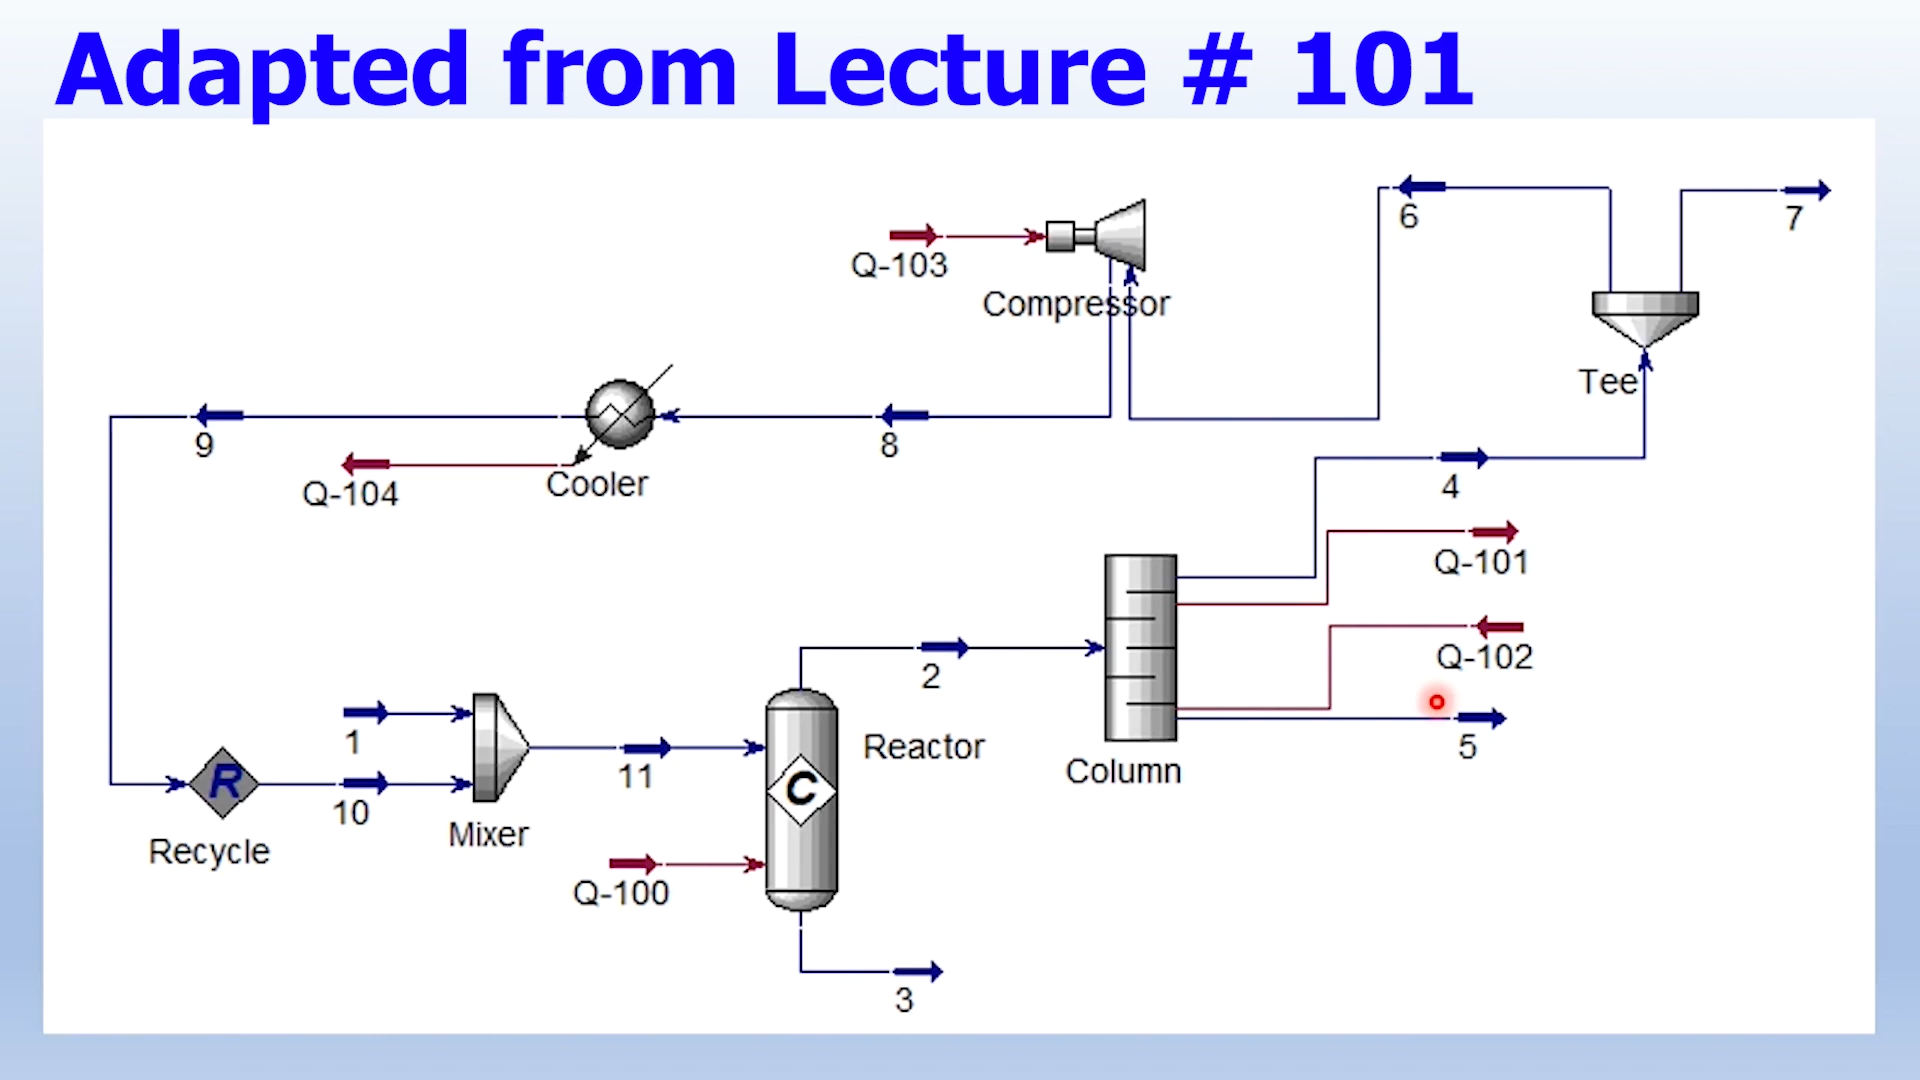 Adapted from Lecture # 101
6
7
Q-103
Compressor
Tee
9
8
Q-104
Cooler
4
Q-101
Q-102
2
1
11
Reactor
5
R
C
Column
10
Mixer
Recycle
Q-100
3